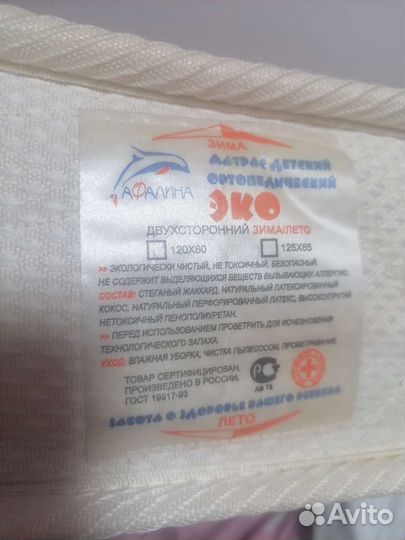 ЗИМА
МАТРАС ДЕТСКИЙ
ОРТОПЕДИЧЕСКИЙ
АФАЛИНА
ЭКО
ДВУХСТОРОННИЙ ЗИМА/ЛЕТО
120X60 125X65
>> ЭКОЛОГИЧЕСКИ ЧИСТЫЙ, НЕ ТОКСИЧНЫЙ, БЕЗОПАСНЫЙ,
НЕ СОДЕРЖИТ ВЫДЕЛЯЮЩИХСЯ ВЕЩЕСТВ ВЫЗЫВАЮЩИХ АЛЛЕРГИЮ.
СОСТАВ: СТЕГАНЫЙ ЖАККАРД, НАТУРАЛЬНЫЙ ЛАТЕКСИРОВАННЫЙ
КОКОС, НАТУРАЛЬНЫЙ ПЕРФОРИРОВАННЫЙ ЛАТЕКС, ВЫСОКОУПРУГИЙ
НЕТОКСИЧНЫЙ ПЕНОПОЛИУРЕТАН.
>> ПЕРЕД ИСПОЛЬЗОВАНИЕМ ПРОВЕТРИТЬ ДЛЯ ИСЧЕЗНОВЕНИЯ
ТЕХНОЛОГИЧЕСКОГО ЗАПАХА.
УХОД: ВЛАЖНАЯ УБОРКА, ЧИСТКА ПЫЛЕСОСОМ, ПРОВЕТРИВАНИЕ.
ТОВАР СЕРТИФИЦИРОВАН.
ПРОИЗВЕДЕНО В РОССИИ.
ГОСТ 19917-93
ЗАБОТА О ЗДОРОВЬЕ ВАШЕГО РЕБЕНКА
ЛЕТО
Avito